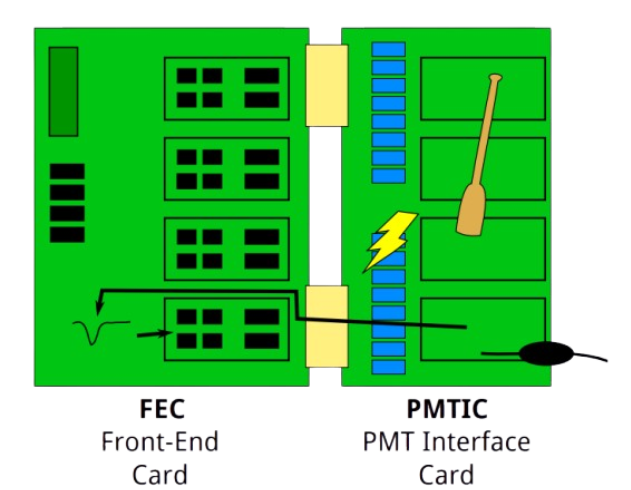 FEC
Front-End
Card
PMTIC
PMT Interface
Card